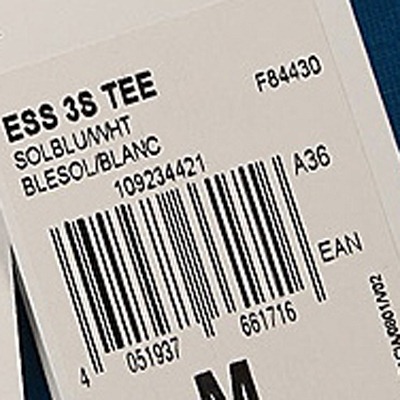 ESS 3S TEE
F84430
SOLBLU/WHT
BLESOL/BLANC
109234421
A36
EAN
4 051937 661716
M